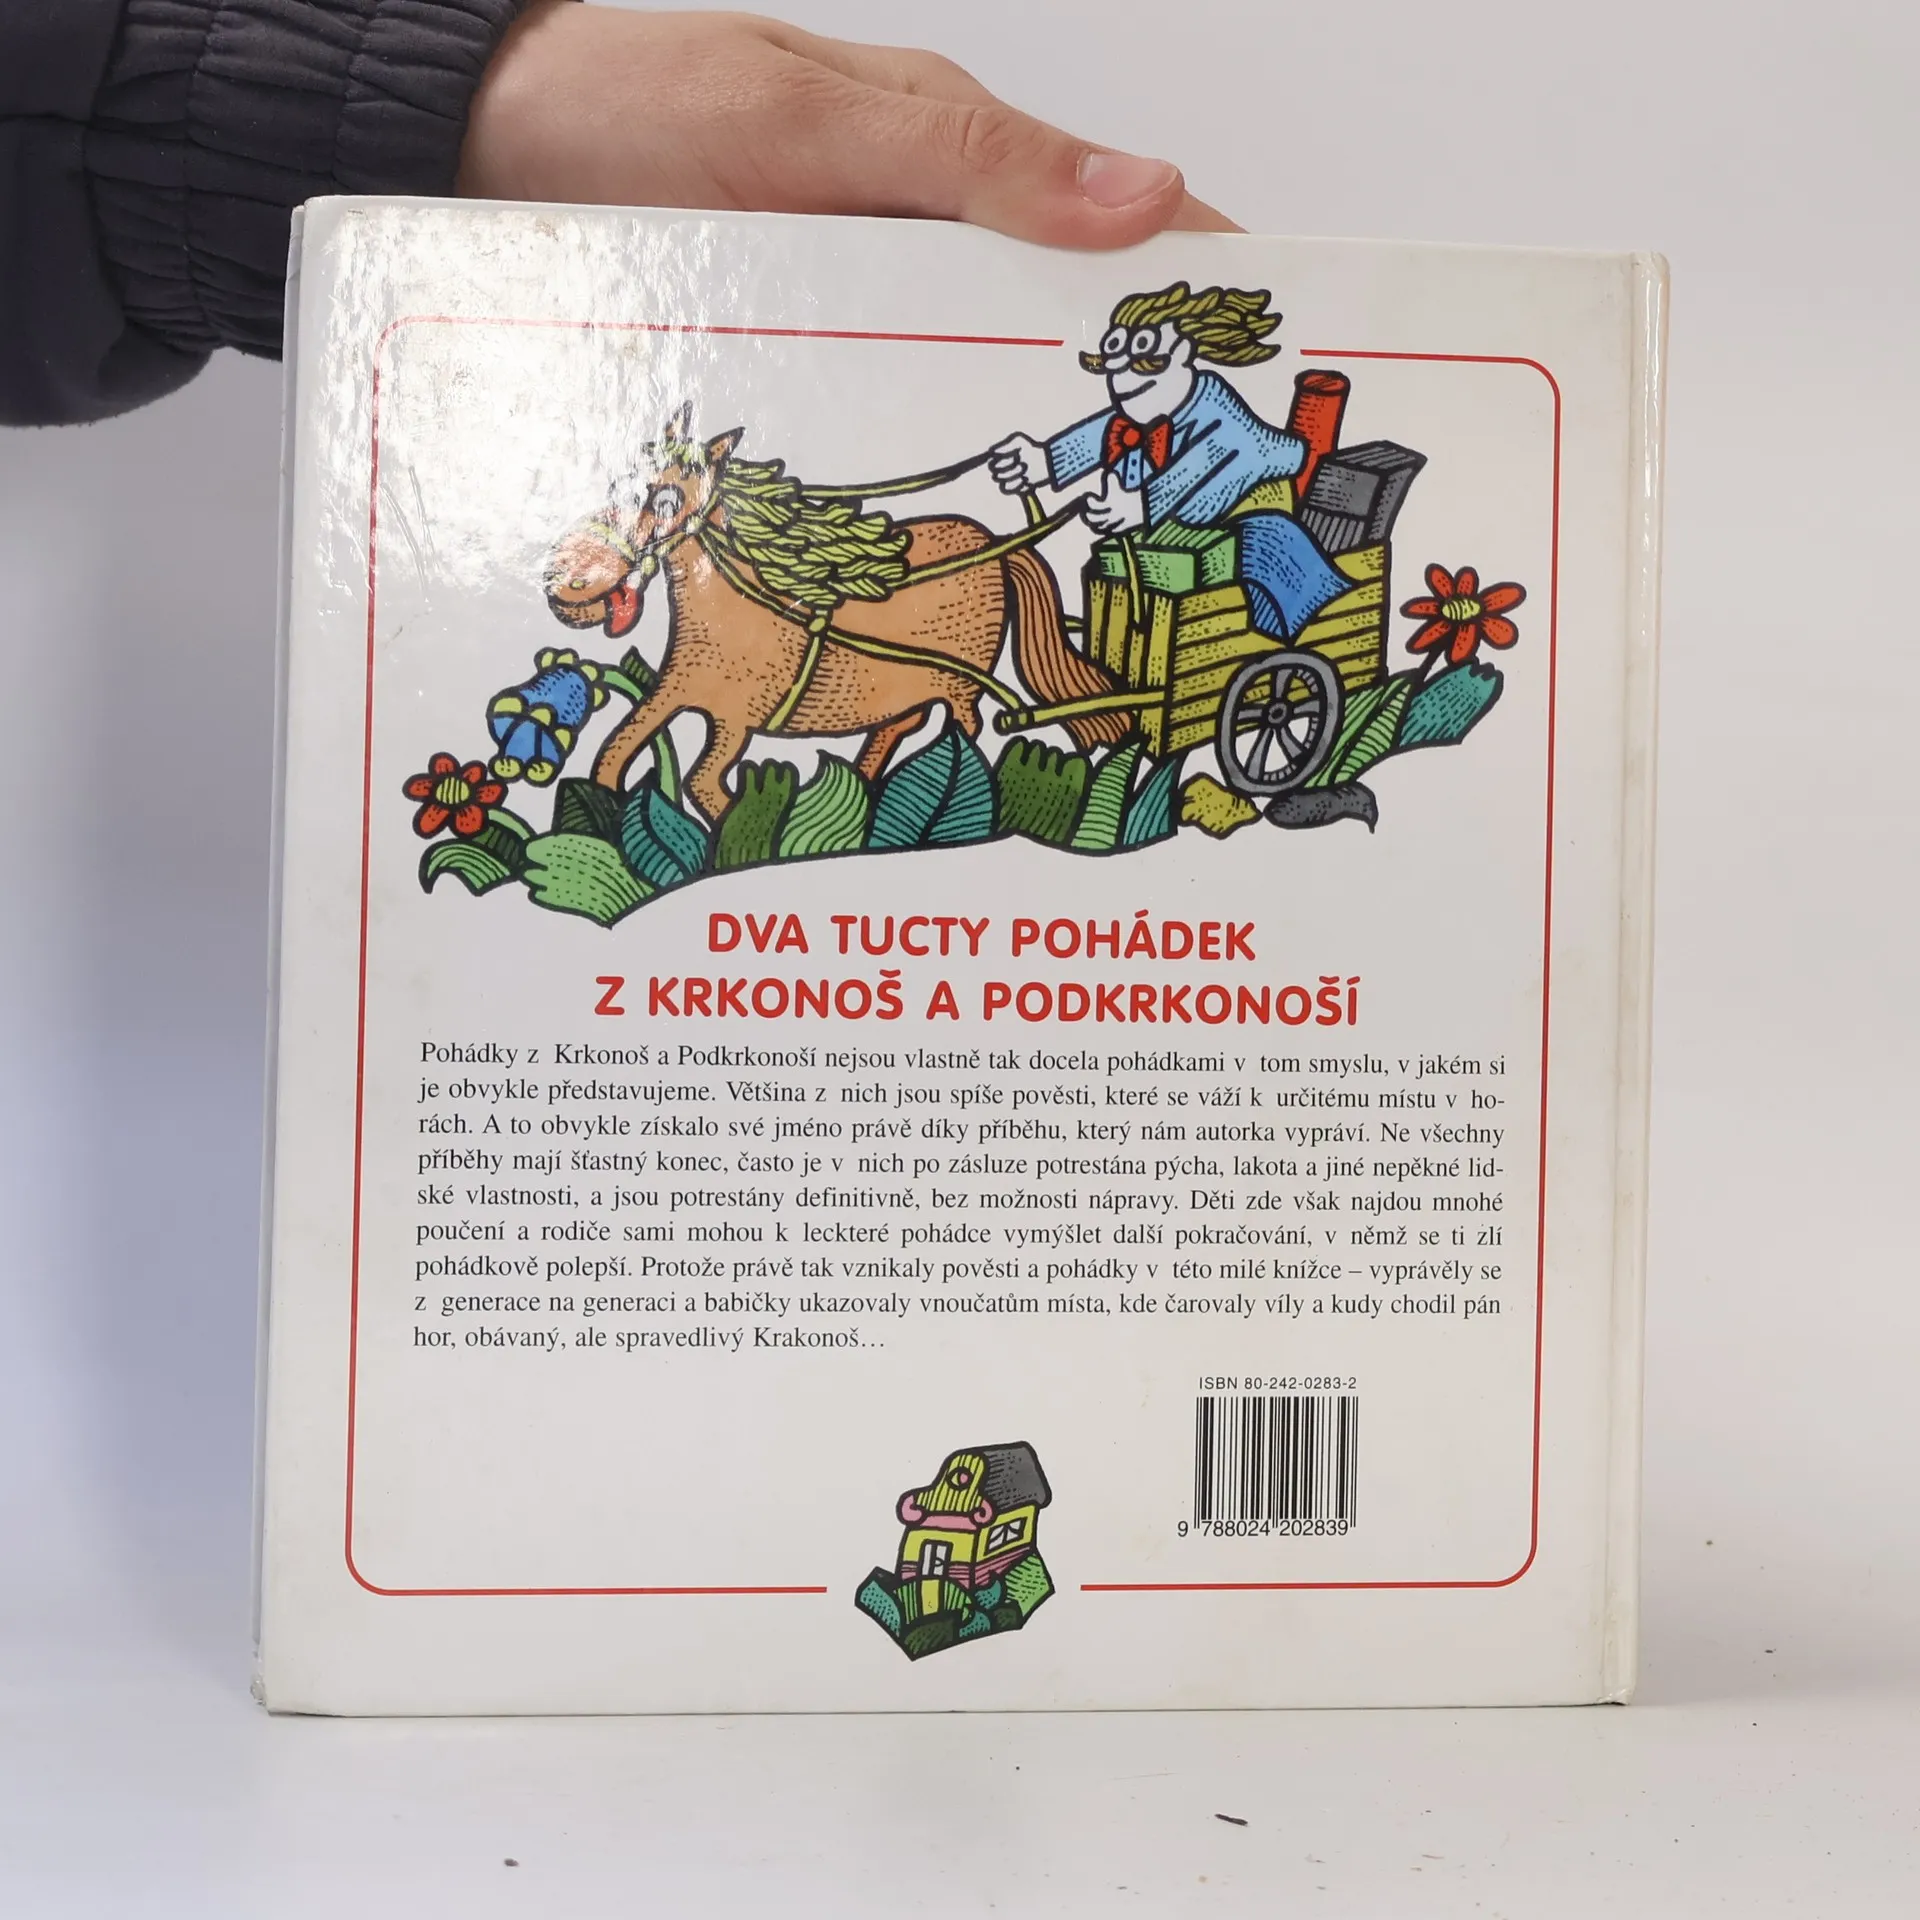 DVA TUCTY POHÁDEK
Z KRKONOŠ A PODKRKONOŠÍ
Pohádky z Krkonoš a Podkrkonoší nejsou vlastně tak docela pohádkami v tom smyslu, v jakém si
je obvykle představujeme. Většina z nich jsou spíše pověsti, které se váží k určitému místu v ho-
rách. A to obvykle získalo své jméno právě díky příběhu, který nám autorka vypráví. Ne všechny
příběhy mají šťastný konec, často je v nich po zásluze potrestána pýcha, lakota a jiné nepěkné lid-
ské vlastnosti, a jsou potrestány definitivně, bez možnosti nápravy. Děti zde však najdou mnohé
poučení a rodiče sami mohou k leckteré pohádce vymýšlet další pokračování, v němž se ti zlí
pohádkově polepší. Protože právě tak vznikaly pověsti a pohádky v této milé knížce – vyprávěly se
z generace na generaci a babičky ukazovaly vnoučatům místa, kde čarovaly víly a kudy chodil pán
hor, obávaný, ale spravedlivý Krakonoš…
ISBN 80-242-0283-2
9 788024 202839